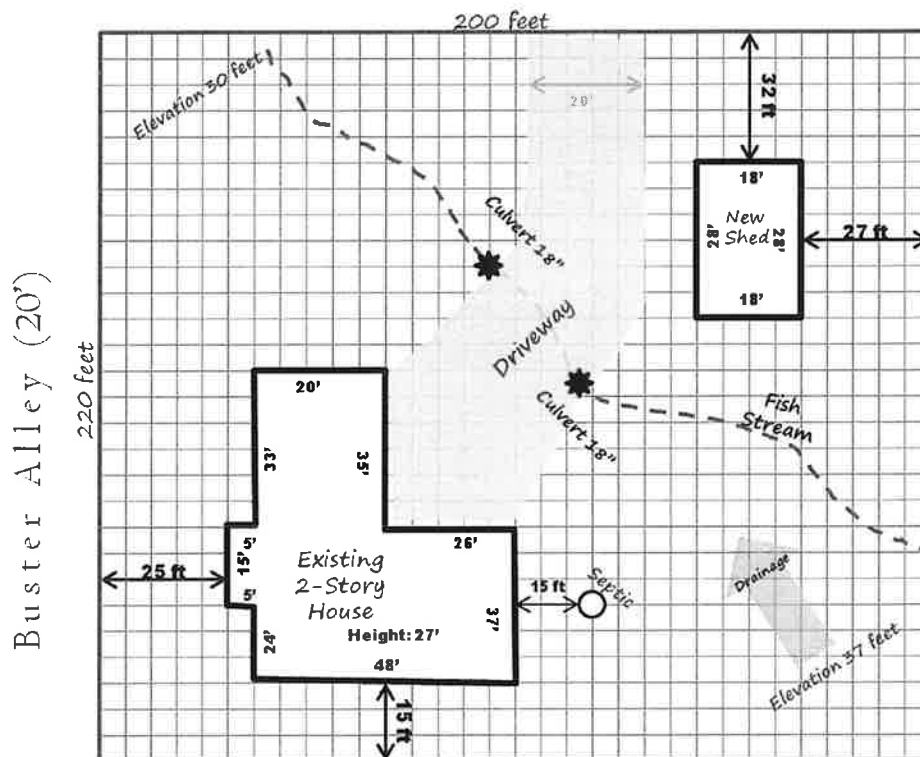 200 feet
Elevation 30 feet
20'
32 ft
Culvert 18"
18'
New
Shed
28'
28'
18'
27 ft
Buster Alley (20')
220 feet
Driveway
Culvert 18"
Fish
Stream
20'
33'
35'
5'
15'
5'
26'
25 ft
Existing
2-Story
House
Height: 27'
24'
48'
37'
15 ft
Septic
Drainage
Elevation 37 feet
15 ft